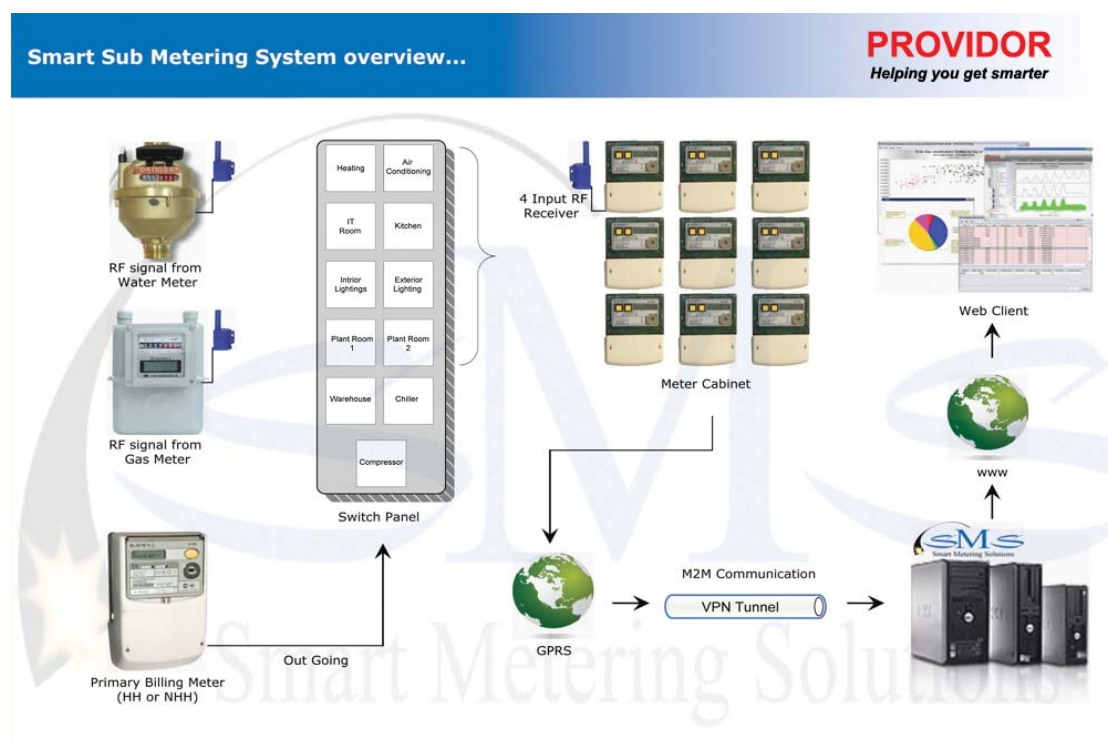 Smart Sub Metering System overview...
PROVIDOR
Helping you get smarter
RF signal from
Water Meter
RF signal from
Gas Meter
Primary Billing Meter
(HH or NHH)
Out Going
Heating
Air
Conditioning
IT
Room
Kitchen
Intrior
Lightings
Exterior
Lighting
Plant Room
1
Plant Room
2
Warehouse
Chiller
Compressor
Switch Panel
4 Input RF
Receiver
Meter Cabinet
GPRS
M2M Communication
VPN Tunnel
Web Client
www
SMS
Smart Metering Solutions
SMS
Smart Metering Solutions